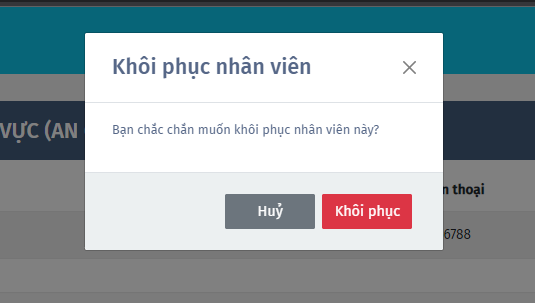 Khôi phục nhân viên
VỰC (AN
Bạn chắc chắn muốn khôi phục nhân viên này?
thoại
Huỷ
Khôi phục
6788